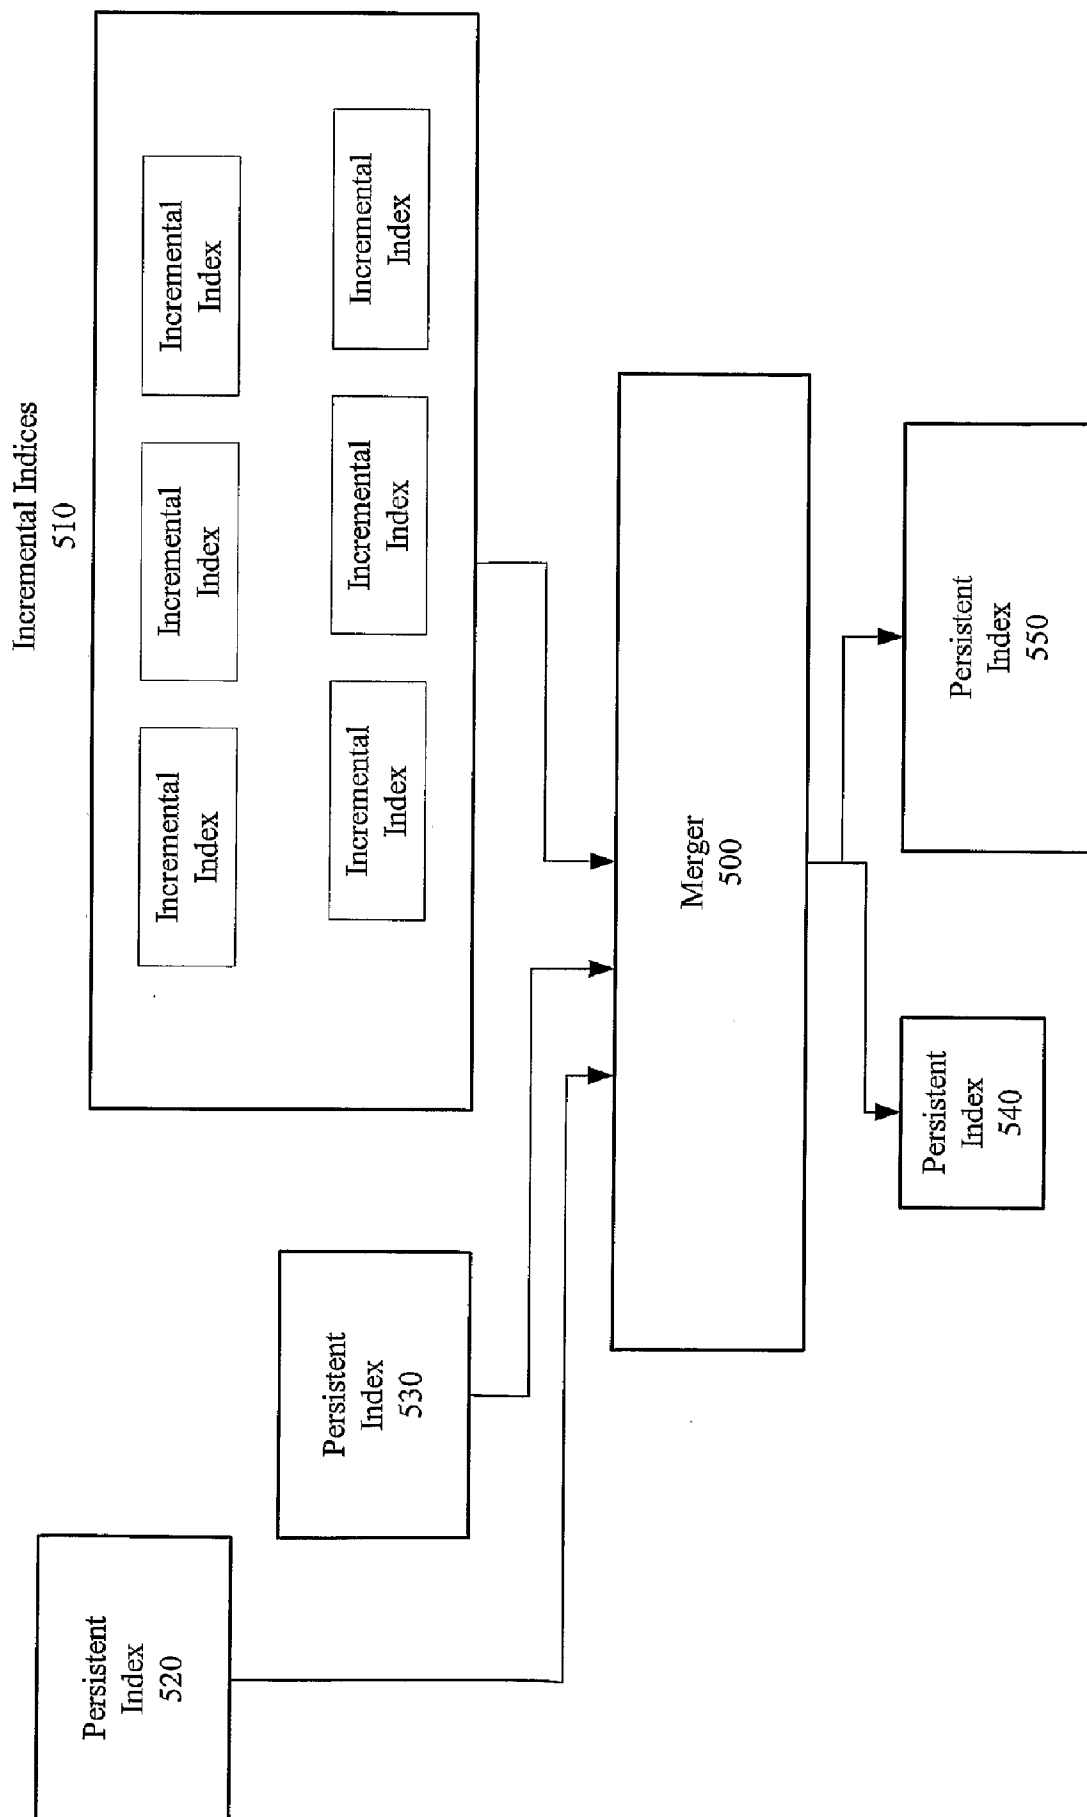 Incremental Indices
510
Incremental
Index
Incremental
Index
Incremental
Index
Incremental
Index
Incremental
Index
Incremental
Index
Persistent
Index
520
Persistent
Index
530
Merger
500
Persistent
Index
540
Persistent
Index
550